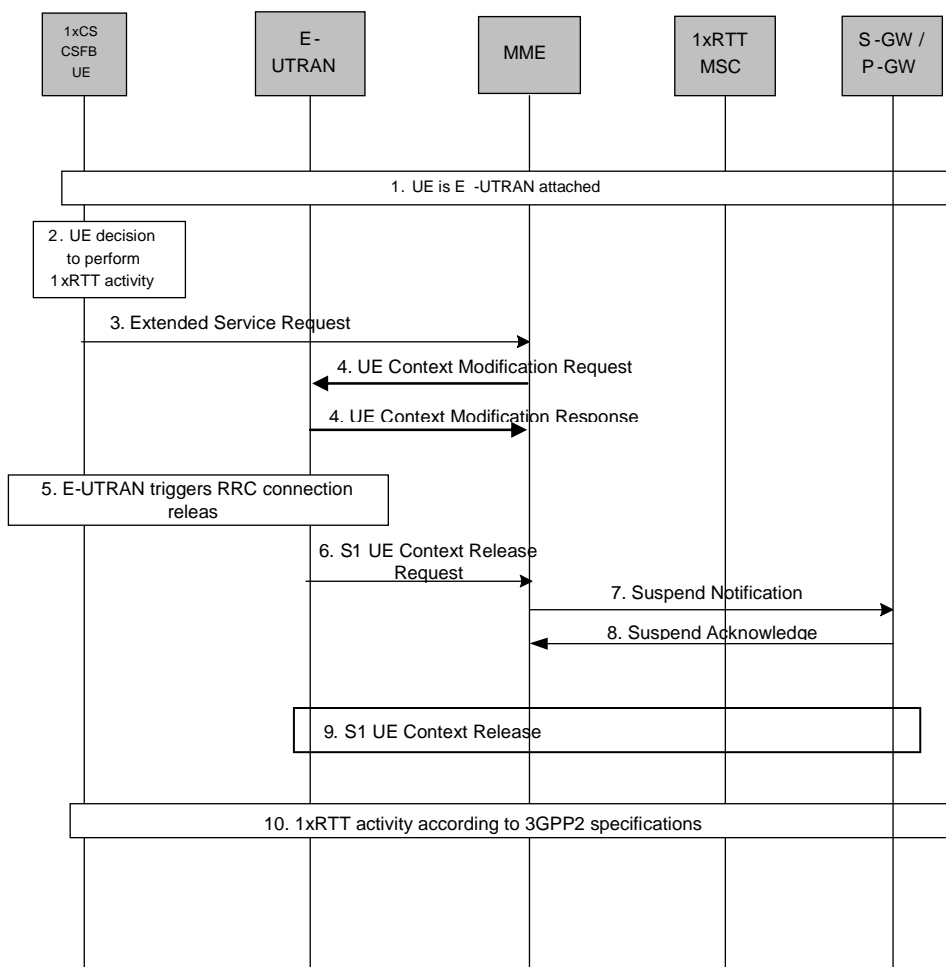 1xCS
CSFB
UE
E-
UTRAN
MME
1xRTT
MSC
S-GW /
P-GW
1. UE is E -UTRAN attached
2. UE decision
to perform
1xRTT activity
3. Extended Service Request
4. UE Context Modification Request
4. UE Context Modification Response
5. E-UTRAN triggers RRC connection
releas
6. S1 UE Context Release
Request
7. Suspend Notification
8. Suspend Acknowledge
9. S1 UE Context Release
10. 1xRTT activity according to 3GPP2 specifications